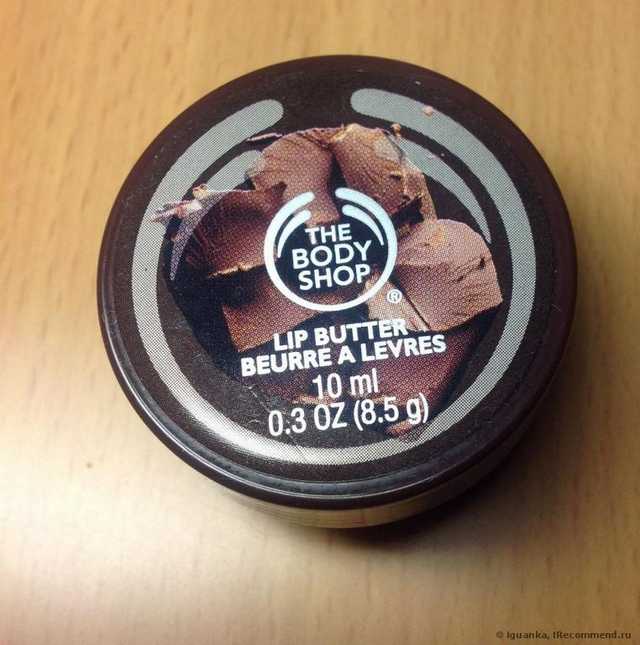 THE
BODY
SHOP
®
LIP BUTTER
BEURRE A LEVRES
10 ml
0.3 OZ (8.5 g)
© Iguanka, IRecommend.ru